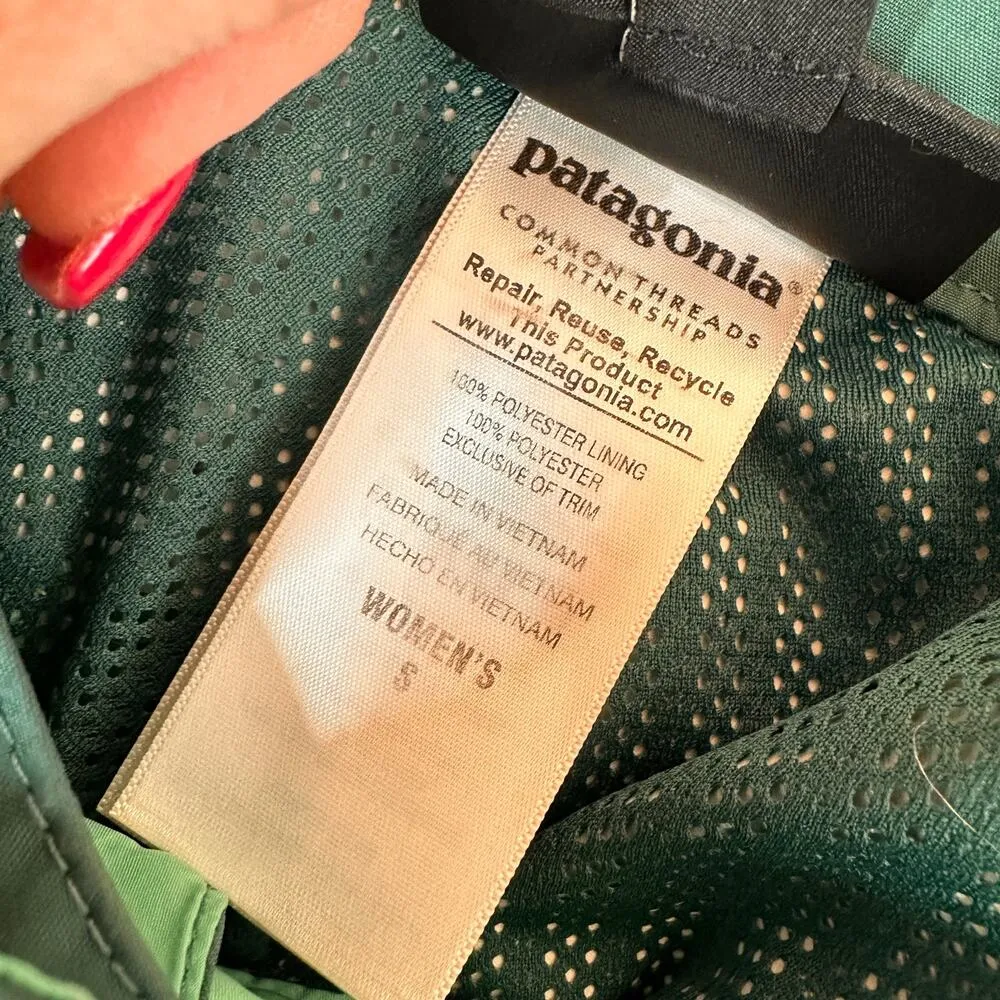 patagonia®
COMMON THREADS
PARTNERSHIP
Repair, Reuse, Recycle
This Product
www.patagonia.com
100% POLYESTER LINING
100% POLYESTER
EXCLUSIVE OF TRIM
MADE IN VIETNAM
FABRIQUE AU VIETNAM
HECHO EN VIETNAM
WOMEN'S
S